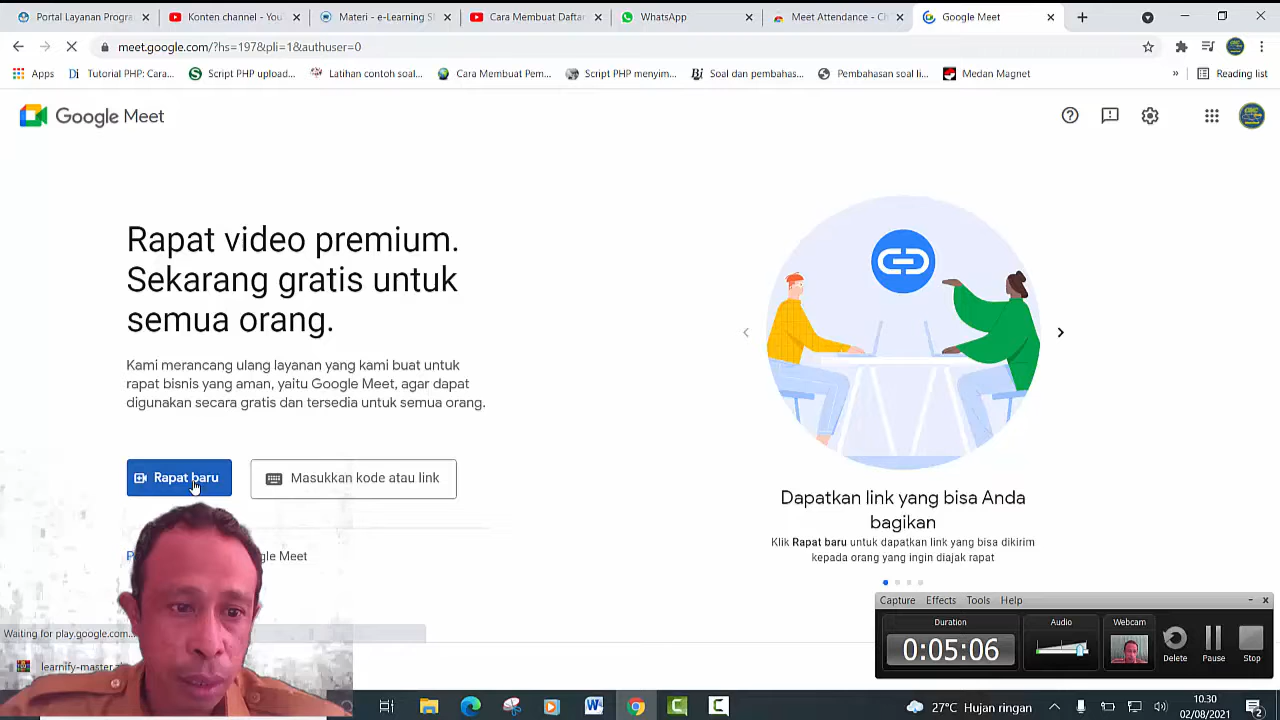 Portal Layanan Progra
Konten channel - You
Materi - e-Learning S
Cara Membuat Daftar
WhatsApp
Meet Attendance - Ch
Google Meet
meet.google.com/?hs=197&pli=1&authuser=0
Apps
Tutorial PHP: Cara...
Script PHP upload...
Latihan contoh soal...
Cara Membuat Pem...
Script PHP menyim...
Soal dan pembahas...
Pembahasan soal li...
Medan Magnet
»
Reading list
Google Meet
Rapat video premium.
Sekarang gratis untuk
semua orang.
Kami merancang ulang layanan yang kami buat untuk
rapat bisnis yang aman, yaitu Google Meet, agar dapat
digunakan secara gratis dan tersedia untuk semua orang.
Rapat baru
Masukkan kode atau link
gle Meet
Dapatkan link yang bisa Anda
bagikan
Klik Rapat baru untuk dapatkan link yang bisa dikirim
kepada orang yang ingin diajak rapat
Capture Effects Tools Help
Duration
Audio
Webcam
0:05:06
Delete
Pause
Stop
Waiting for play.google.com...
learnify-master.z
27°C Hujan ringan
10.30
02/08/2021
2